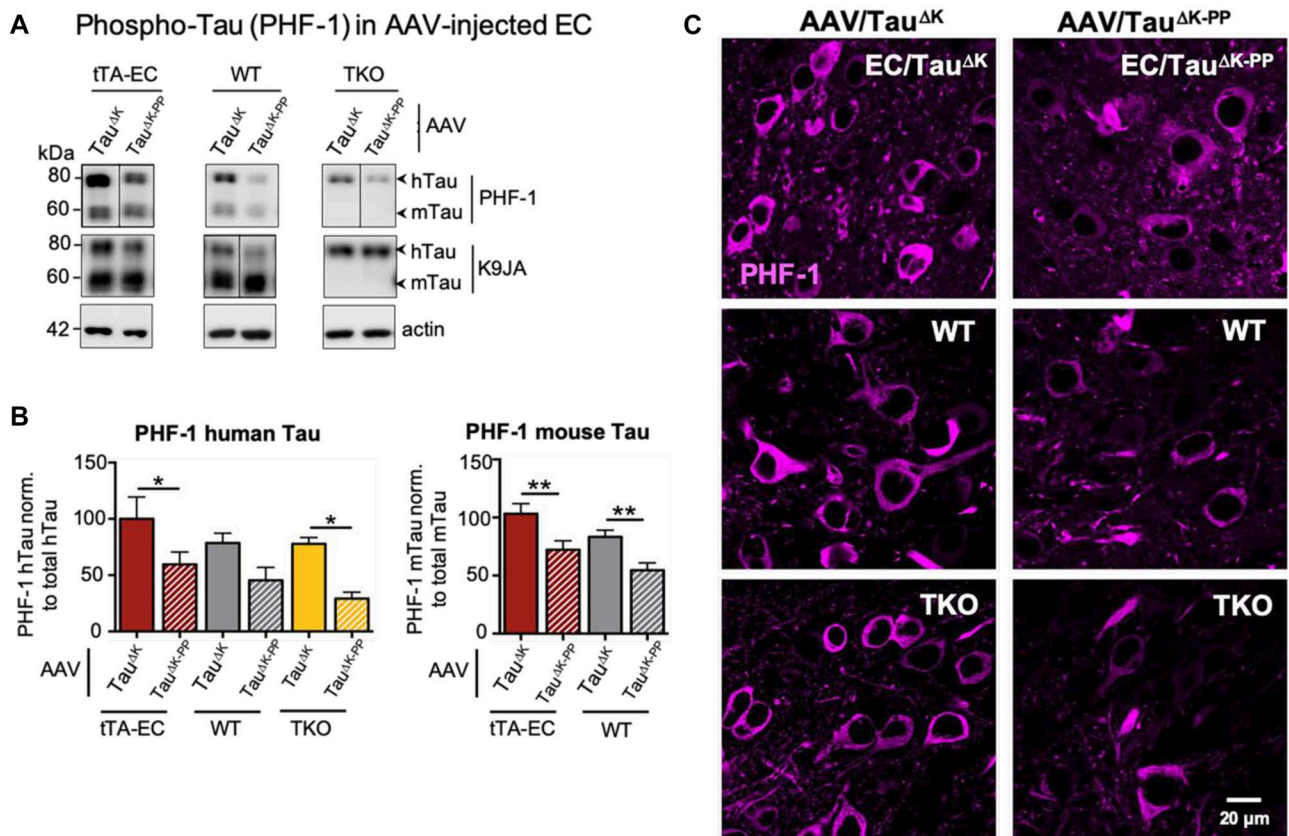 A
Phospho-Tau (PHF-1) in AAV-injected EC
tTA-EC WT TKO
Tau^ΔK Tau^ΔK-PP Tau^ΔK Tau^ΔK-PP Tau^ΔK Tau^ΔK-PP AAV
kDa
80 hTau
60 mTau
PHF-1
80 hTau
60 mTau
K9JA
42 actin
B
PHF-1 human Tau
PHF-1 hTau norm.
to total hTau
150
100
50
0
* *
AAV
Tau^ΔK Tau^ΔK-PP Tau^ΔK Tau^ΔK-PP Tau^ΔK Tau^ΔK-PP
tTA-EC WT TKO
PHF-1 mouse Tau
PHF-1 mTau norm.
to total mTau
150
100
50
0
** **
AAV
Tau^ΔK Tau^ΔK-PP Tau^ΔK Tau^ΔK-PP
tTA-EC WT
C
AAV/Tau^ΔK AAV/Tau^ΔK-PP
EC/Tau^ΔK EC/Tau^ΔK-PP
PHF-1
WT WT
TKO TKO
20 µm